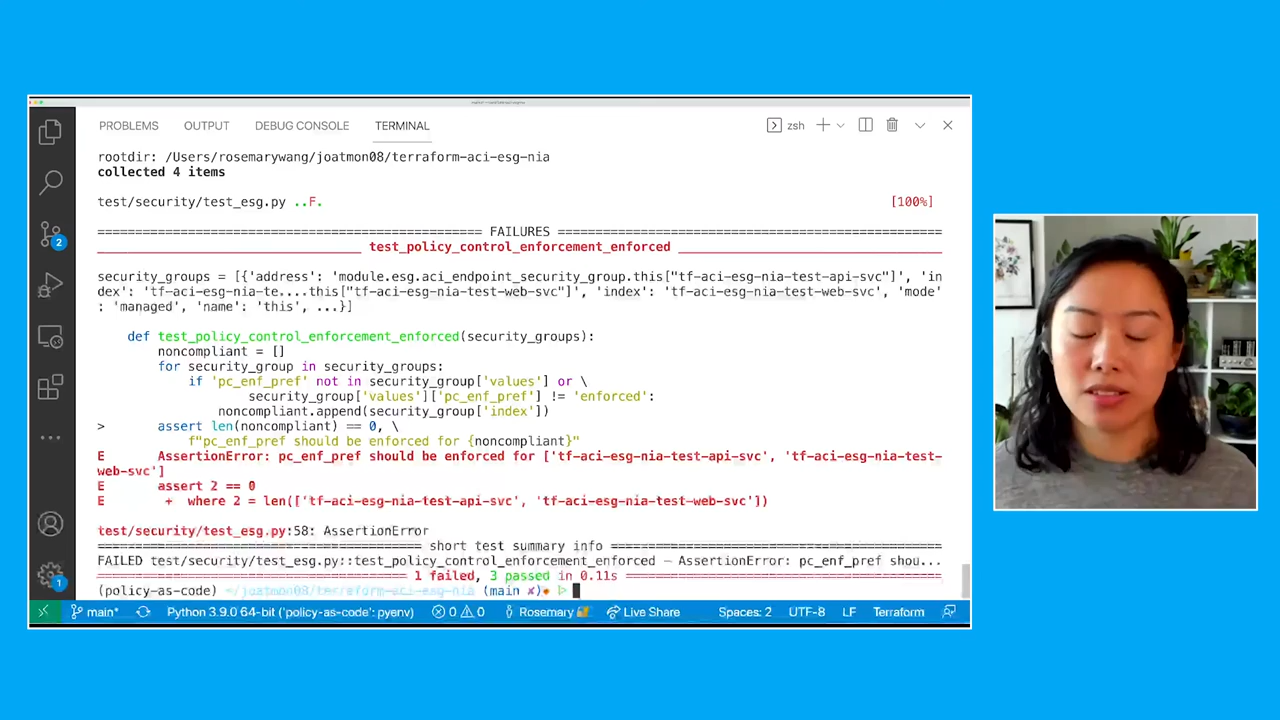 PROBLEMS OUTPUT DEBUG CONSOLE TERMINAL zsh
rootdir: /Users/rosemarywang/joatmon08/terraform-aci-esg-nia
collected 4 items
test/security/test_esg.py ..F. [100%]
FAILURES
test_policy_control_enforcement_enforced
security_groups = [{'address': 'module.esg.aci_endpoint_security_group.this["tf-aci-esg-nia-test-api-svc"]', 'in
dex': 'tf-aci-esg-nia-te....this["tf-aci-esg-nia-test-web-svc"]', 'index': 'tf-aci-esg-nia-test-web-svc', 'mode'
: 'managed', 'name': 'this', ...}]
def test_policy_control_enforcement_enforced(security_groups):
noncompliant = []
for security_group in security_groups:
if 'pc_enf_pref' not in security_group['values'] or \
security_group['values']['pc_enf_pref'] != 'enforced':
noncompliant.append(security_group['index'])
> assert len(noncompliant) == 0, \
f"pc_enf_pref should be enforced for {noncompliant}"
E AssertionError: pc_enf_pref should be enforced for ['tf-aci-esg-nia-test-api-svc', 'tf-aci-esg-nia-test-
web-svc']
E assert 2 == 0
E + where 2 = len(['tf-aci-esg-nia-test-api-svc', 'tf-aci-esg-nia-test-web-svc'])
test/security/test_esg.py:58: AssertionError
short test summary info
FAILED test/security/test_esg.py::test_policy_control_enforcement_enforced - AssertionError: pc_enf_pref shou...
1 failed, 3 passed in 0.11s
(policy-as-code) ~/joatmon08/terraform-aci-esg-nia (main ✘)
main* Python 3.9.0 64-bit ('policy-as-code': pyenv) 0 0 Rosemary Live Share Spaces: 2 UTF-8 LF Terraform
2
1